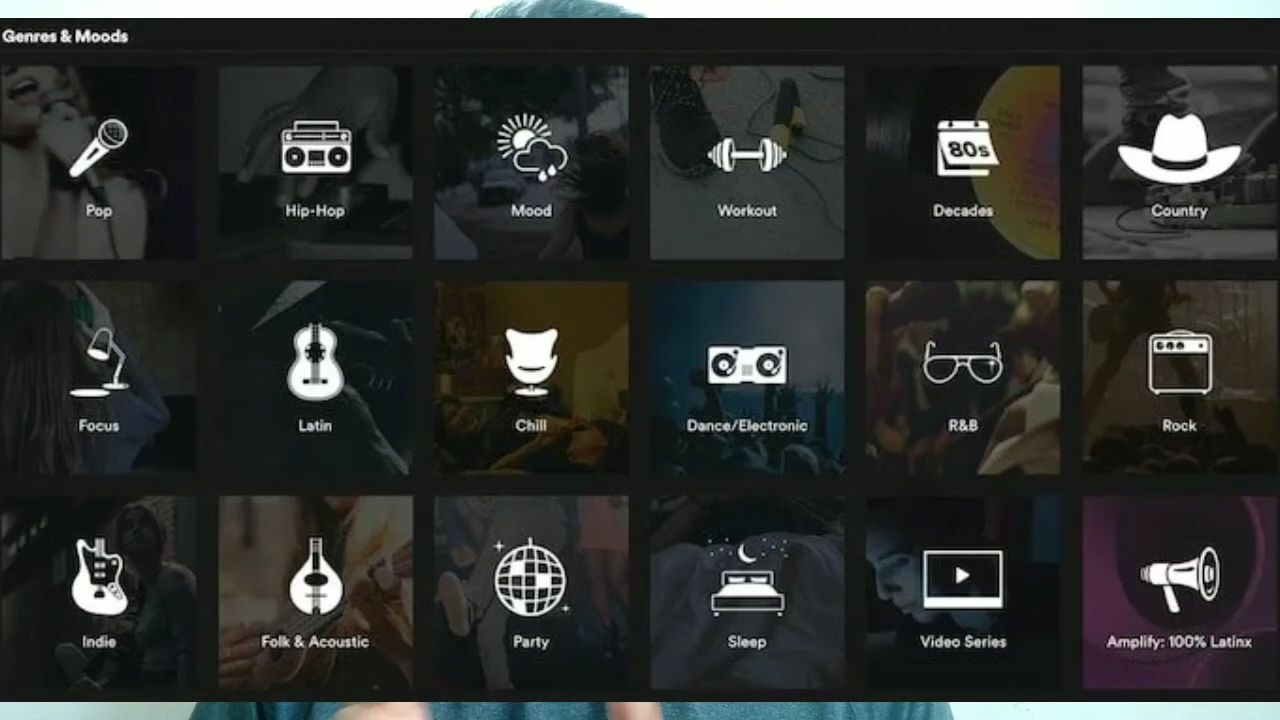 Genres & Moods
80s
Pop
Hip-Hop
Mood
Workout
Decades
Country
Focus
Latin
Chill
Dance/Electronic
R&B
Rock
Indie
Folk & Acoustic
Party
Sleep
Video Series
Amplify: 100% Latinx